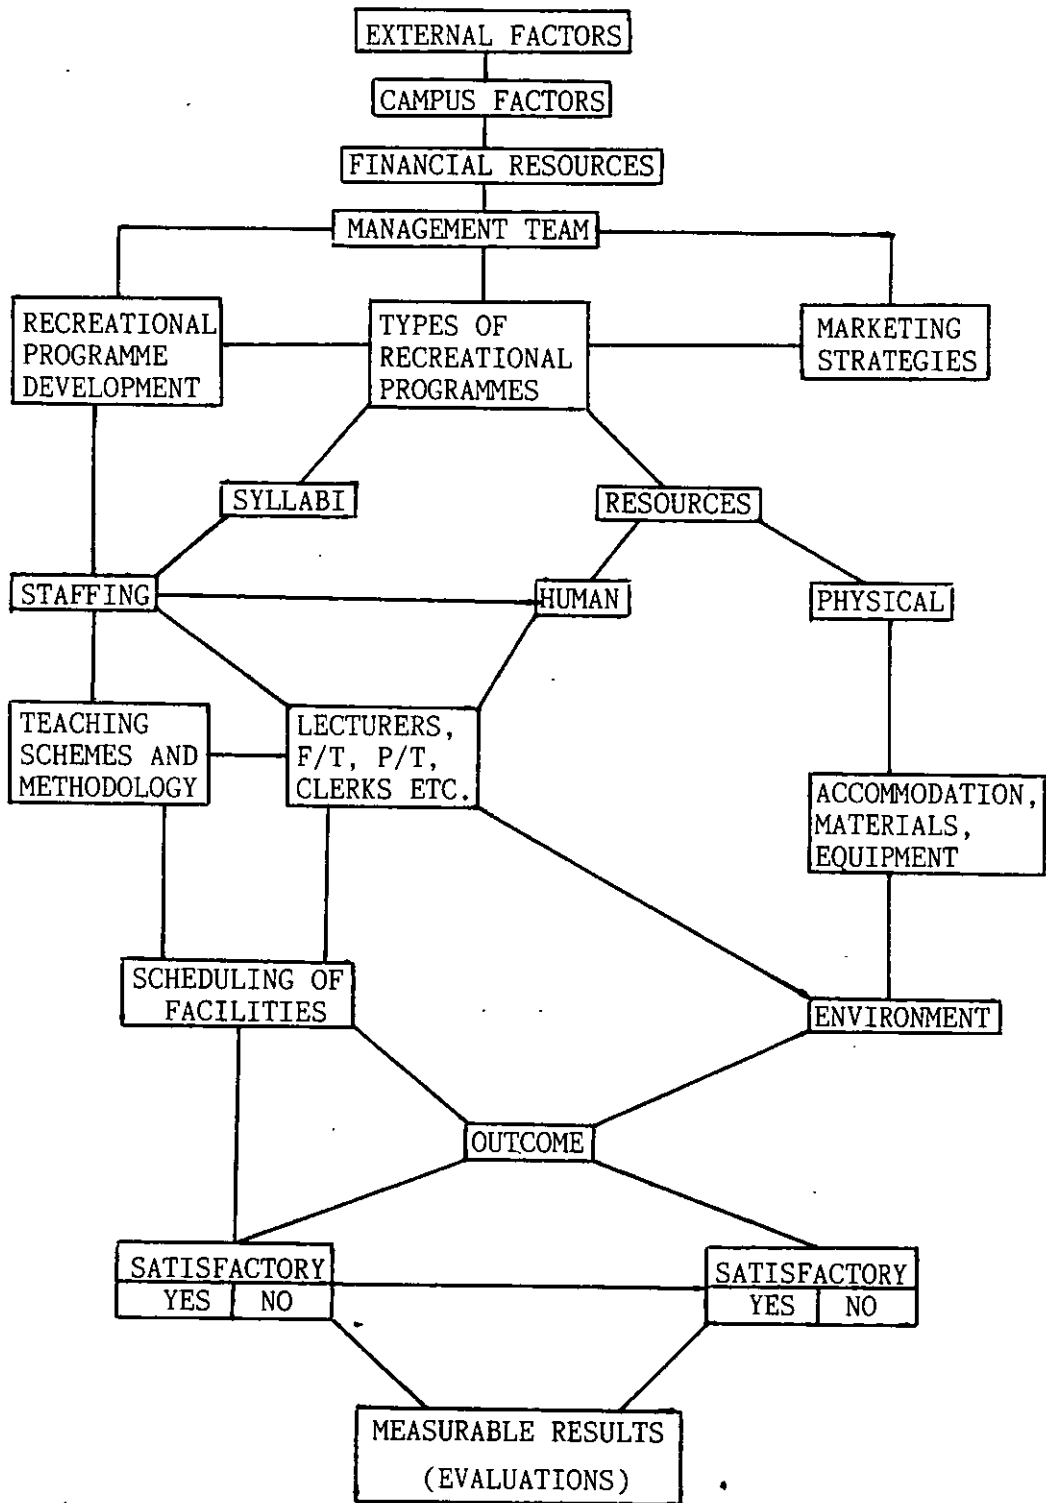 EXTERNAL FACTORS
CAMPUS FACTORS
FINANCIAL RESOURCES
MANAGEMENT TEAM
RECREATIONAL
PROGRAMME
DEVELOPMENT
TYPES OF
RECREATIONAL
PROGRAMMES
MARKETING
STRATEGIES
SYLLABI
RESOURCES
STAFFING
HUMAN
PHYSICAL
TEACHING
SCHEMES AND
METHODOLOGY
LECTURERS,
F/T, P/T,
CLERKS ETC.
ACCOMMODATION,
MATERIALS,
EQUIPMENT
SCHEDULING OF
FACILITIES
ENVIRONMENT
OUTCOME
SATISFACTORY
YES NO
SATISFACTORY
YES NO
MEASURABLE RESULTS
(EVALUATIONS)